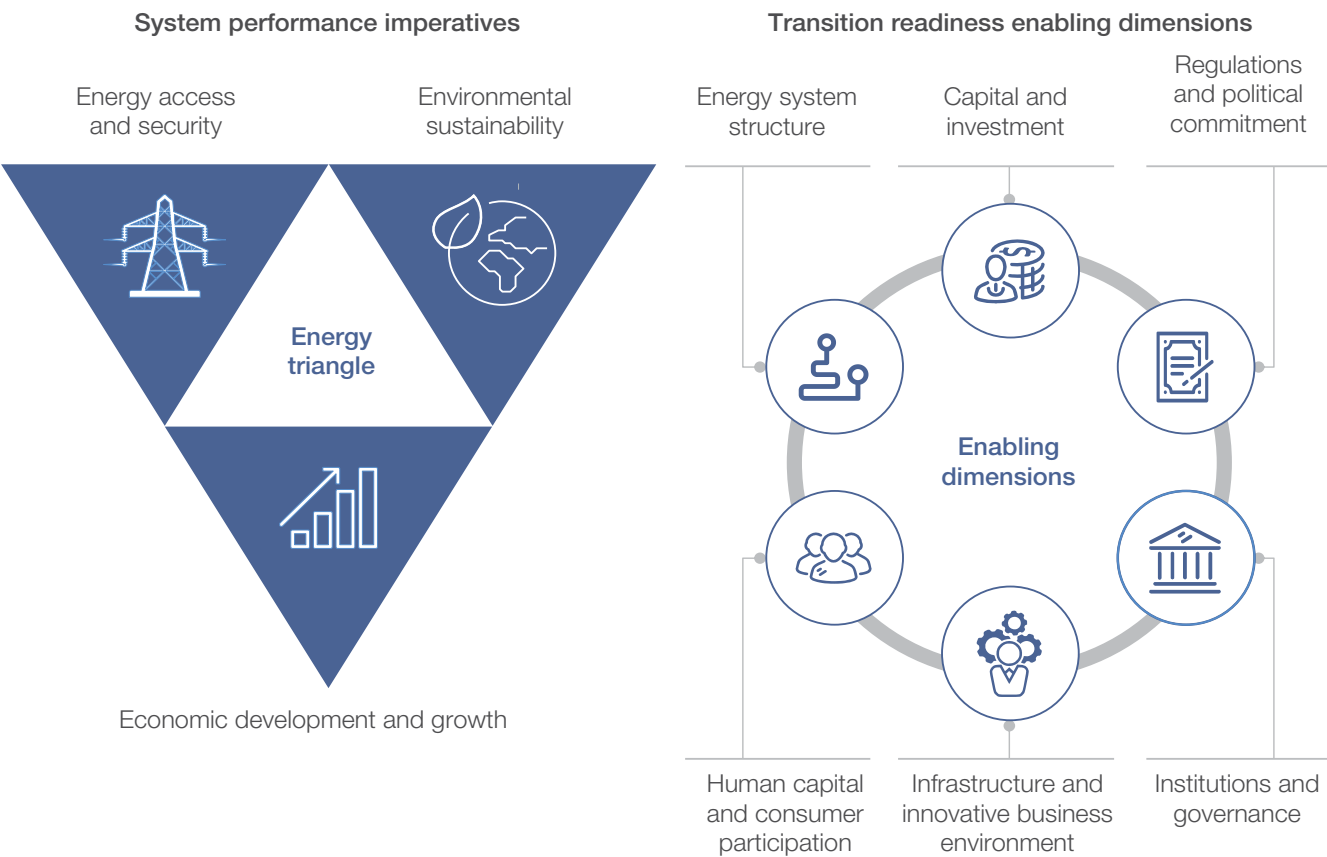 System performance imperatives
Energy access
and security
Environmental
sustainability
Energy
triangle
Economic development and growth
Transition readiness enabling dimensions
Energy system
structure
Capital and
investment
Regulations
and political
commitment
Enabling
dimensions
Human capital
and consumer
participation
Infrastructure and
innovative business
environment
Institutions and
governance